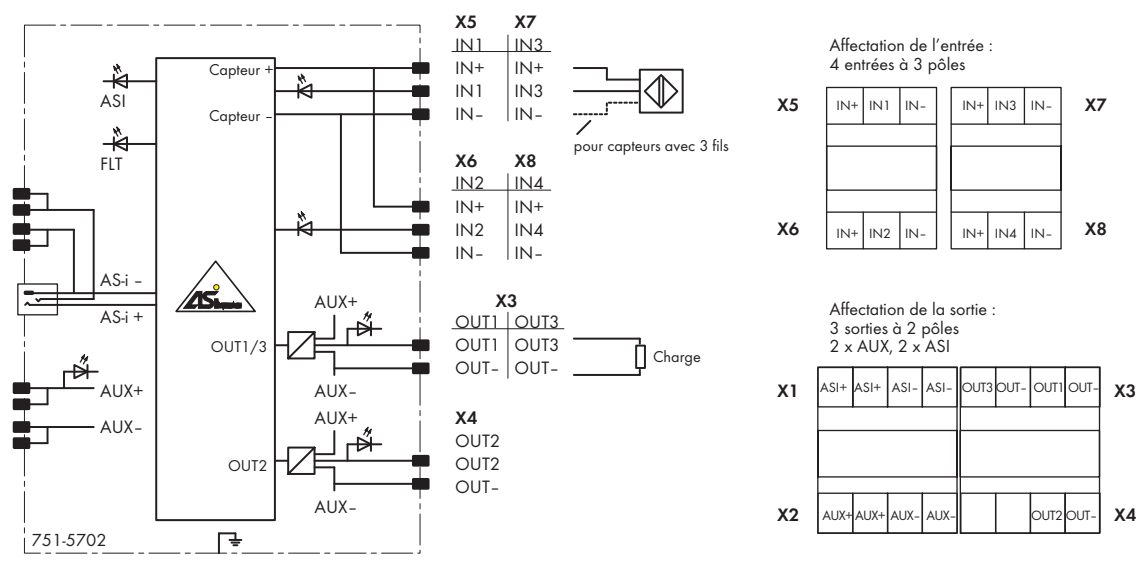 ASI
FLT
Capteur +
Capteur –
AS-i –
AS-i +
AUX+
AUX–
OUT1/3
OUT2
AUX+
AUX–
AUX+
AUX–
751-5702
X5 X7
IN1 IN3
IN+ IN+
IN1 IN3
IN– IN–
pour capteurs avec 3 fils
X6 X8
IN2 IN4
IN+ IN+
IN2 IN4
IN– IN–
X3
OUT1 OUT3
OUT1 OUT3
OUT– OUT–
Charge
X4
OUT2
OUT2
OUT–
Affectation de l'entrée :
4 entrées à 3 pôles
X5 IN+ IN1 IN– IN+ IN3 IN– X7
X6 IN+ IN2 IN– IN+ IN4 IN– X8
Affectation de la sortie :
3 sorties à 2 pôles
2 x AUX, 2 x ASI
X1 ASI+ ASI+ ASI– ASI– OUT3 OUT– OUT1 OUT– X3
X2 AUX+ AUX+ AUX– AUX– OUT2 OUT– X4